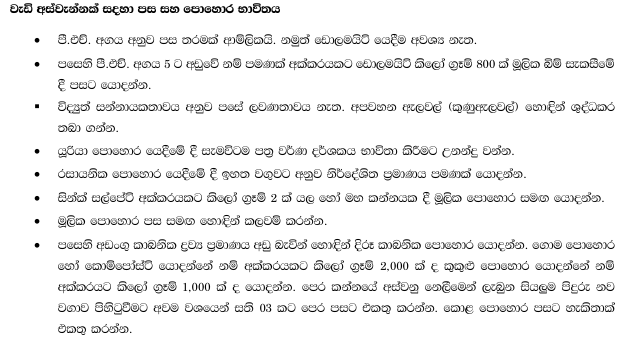 වැඩි අස්වැන්නක් සදහා පස සහ පොහොර භාවිතය
• පී.එච්. අගය අනුව පස තරමක් ආම්ලිකයි. නමුත් ඩොලමයිට් යෙදීම අවශ්‍ය නැත.
• පසෙහි පී.එච්. අගය 5 ට අඩුවේ නම් පමණක් අක්කරයකට ඩොලමයිට් කිලෝ ග්‍රෑම් 800 ක් මූලික බිම් සැකසීමේ
දී පසට යොදන්න.
▪ විද්‍යුත් සන්නායකතාවය අනුව පසේ ලවණතාවය නැත. අපවහන ඇලවල් (කුණුඇලවල්) හොඳින් ශුද්ධකර
තබා ගන්න.
• යූරියා පොහොර යෙදීමේ දී සැමවිටම පත්‍ර වර්ණ දර්ශකය භාවිතා කිරීමට උනන්දු වන්න.
• රසායනික පොහොර යෙදීමේ දී ඉහත වගුවට අනුව නිර්දේශිත ප්‍රමාණය පමණක් යොදන්න.
• සින්ක් සල්පේට් අක්කරයකට කිලෝ ග්‍රෑම් 2 ක් යල හෝ මහ කන්නයක දී මූලික පොහොර සමඟ යොදන්න.
• මූලික පොහොර පස සමඟ හොඳින් කලවම් කරන්න.
• පසෙහි අඩංගු කාබනික ද්‍රව්‍ය ප්‍රමාණය අඩු බැවින් හොඳින් දිරූ කාබනික පොහොර යොදන්න. ගොම පොහොර
හෝ කොම්පෝස්ට් යොදන්නේ නම් අක්කරයකට කිලෝ ග්‍රෑම් 2,000 ක් ද කුකුළු පොහොර යොදන්නේ නම්
අක්කරයකට කිලෝ ග්‍රෑම් 1,000 ක් ද යොදන්න. පෙර කන්නයේ අස්වනු නෙලීමෙන් ලැබුන සියලුම පිදුරු නව
වගාව පිහිටුවීමට අවම වශයෙන් සති 03 කට පෙර පසට එකතු කරන්න. කොළ පොහොර පසට හැකිතාක්
එකතු කරන්න.